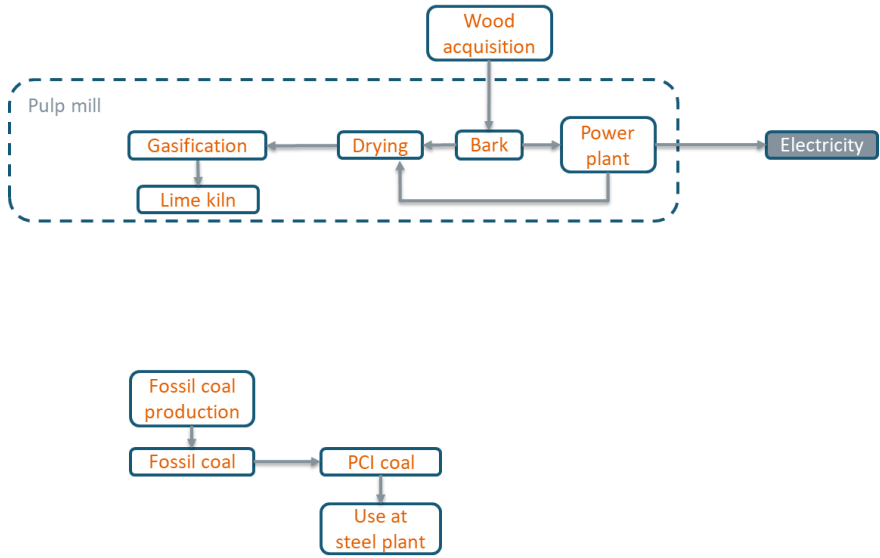 Wood
acquisition
Pulp mill
Gasification
Drying
Bark
Power
plant
Electricity
Lime kiln
Fossil coal
production
Fossil coal
PCI coal
Use at
steel plant